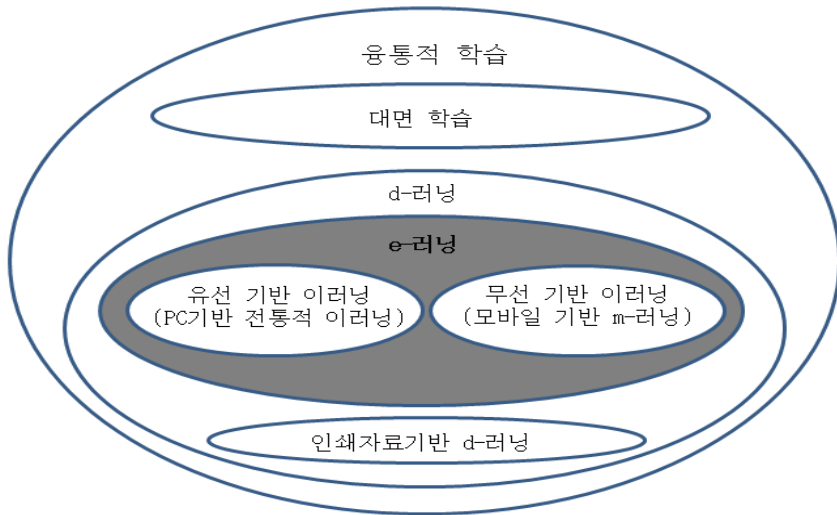 융통적 학습
대면 학습
d-러닝
e-러닝
유선 기반 이러닝
(PC기반 전통적 이러닝)
무선 기반 이러닝
(모바일 기반 m-러닝)
인쇄자료기반 d-러닝